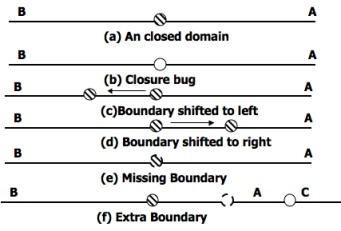 B A
(a) An closed domain
B A
(b) Closure bug
B A
(c)Boundary shifted to left
B A
(d) Boundary shifted to right
B A
(e) Missing Boundary
B A C
(f) Extra Boundary